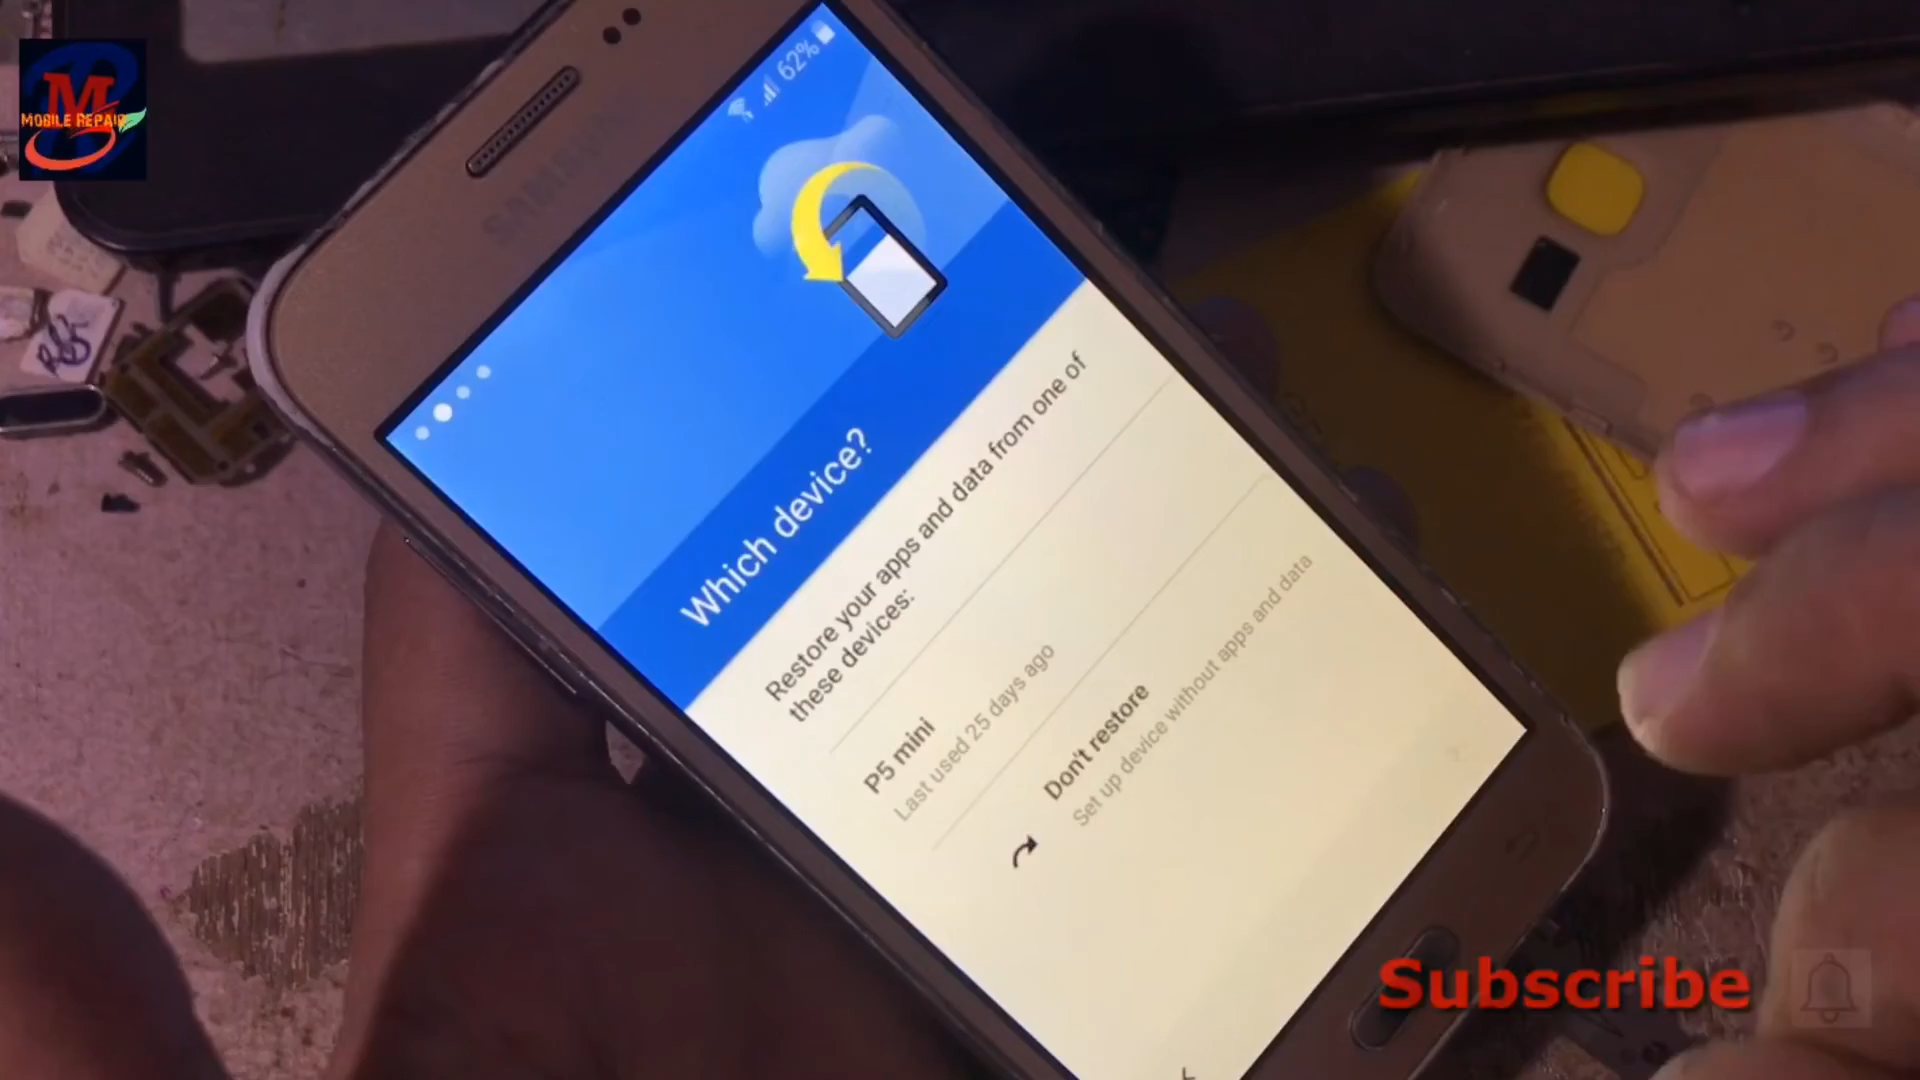 M
MOBILE REPAIR
SAMSUNG
62%
Which device?
Restore your apps and data from one of
these devices:
P5 mini
Last used 25 days ago
Don't restore
Set up device without apps and data
Subscribe